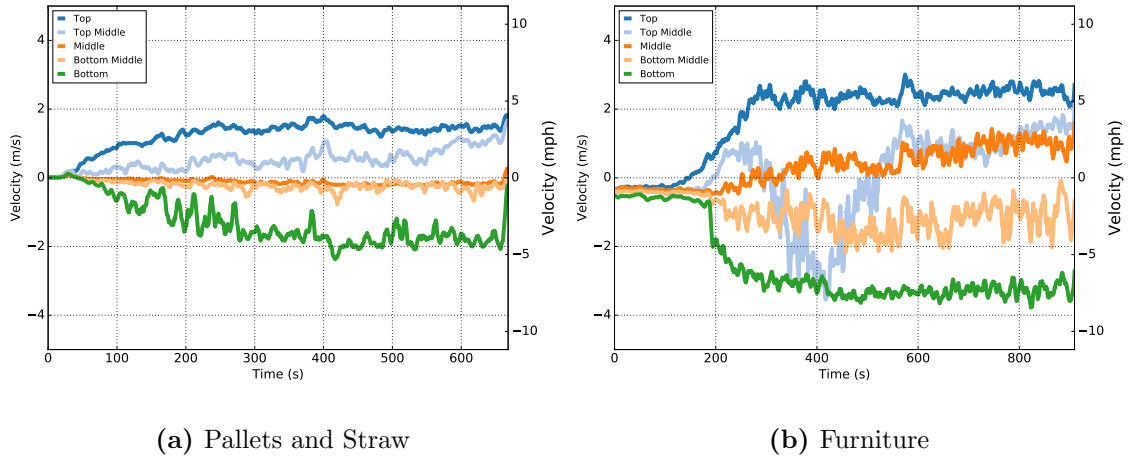 Top
Top Middle
Middle
Bottom Middle
Bottom
4
2
0
−2
−4
Velocity (m/s)
10
5
0
−5
−10
Velocity (mph)
0 100 200 300 400 500 600
Time (s)
(a) Pallets and Straw
Top
Top Middle
Middle
Bottom Middle
Bottom
4
2
0
−2
−4
Velocity (m/s)
10
5
0
−5
−10
Velocity (mph)
0 200 400 600 800
Time (s)
(b) Furniture